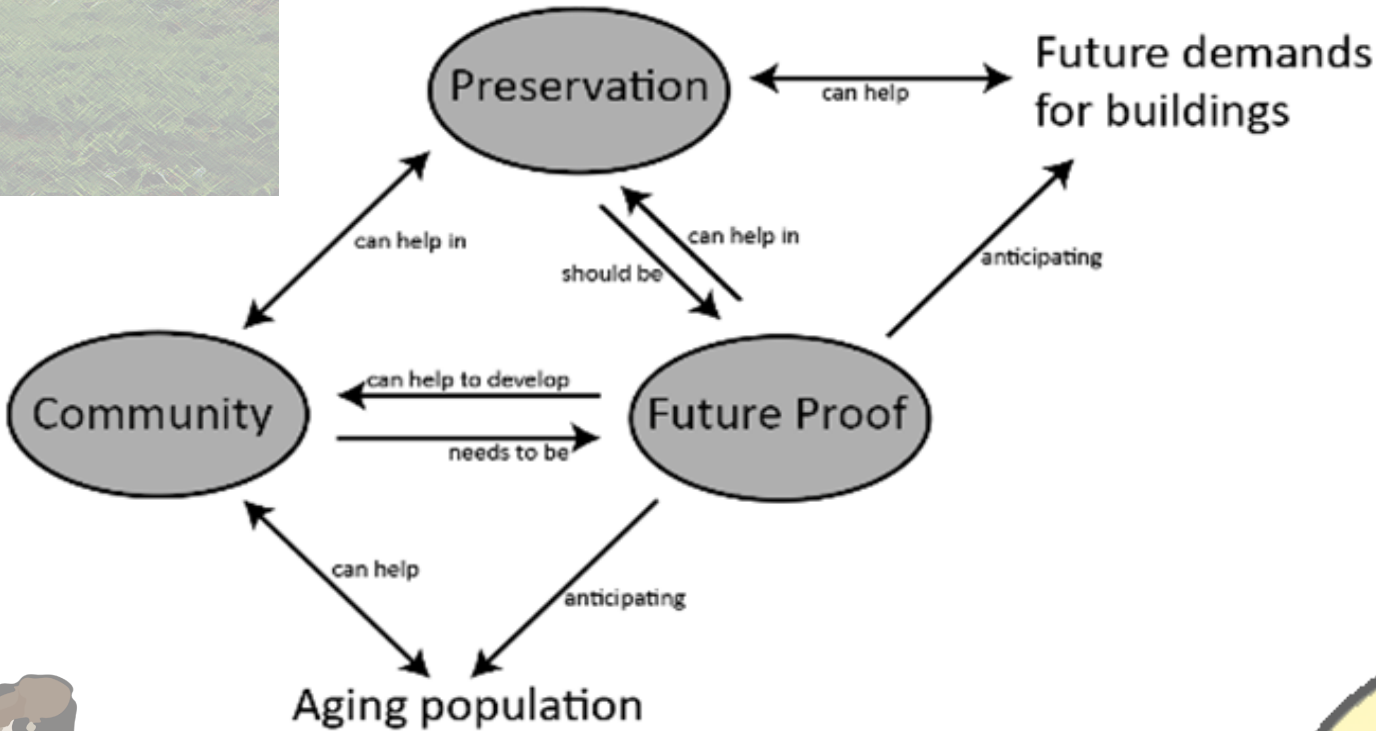 Preservation
can help
Future demands
for buildings
can help in
can help in
should be
anticipating
can help to develop
Community
Future Proof
needs to be
can help
anticipating
Aging population